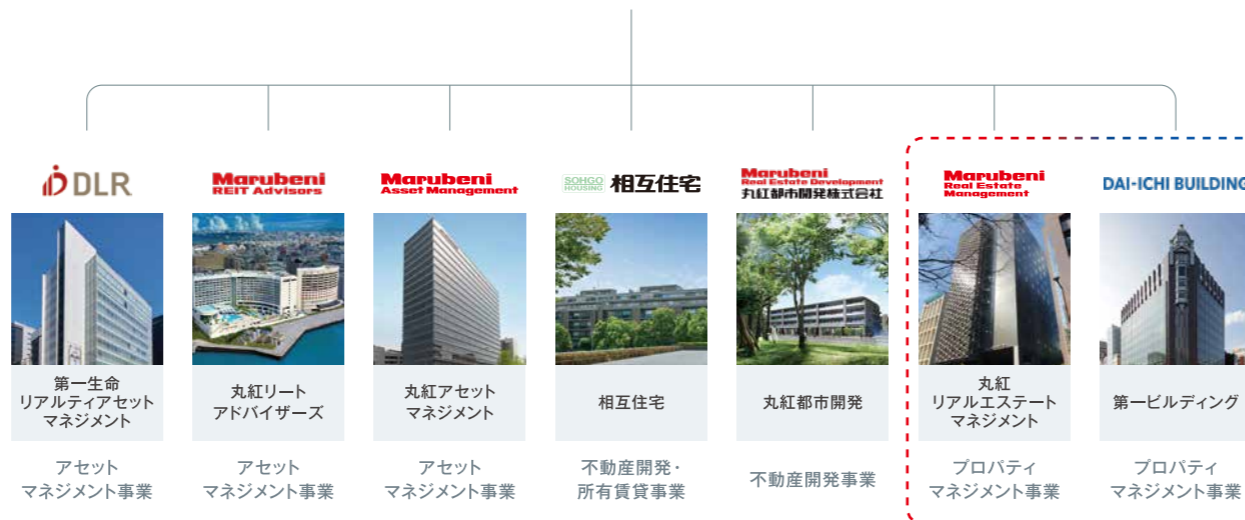 DLR
Marubeni
REIT Advisors
Marubeni
Asset Management
SOHGO
HOUSING
相互住宅
Marubeni
Real Estate Development
丸紅都市開発株式会社
Marubeni
Real Estate
Management
DAI-ICHI BUILDING
第一生命
リアルティアセット
マネジメント
丸紅リート
アドバイザーズ
丸紅アセット
マネジメント
相互住宅
丸紅都市開発
丸紅
リアルエステート
マネジメント
第一ビルディング
アセット
マネジメント事業
アセット
マネジメント事業
アセット
マネジメント事業
不動産開発・
所有賃貸事業
不動産開発事業
プロパティ
マネジメント事業
プロパティ
マネジメント事業